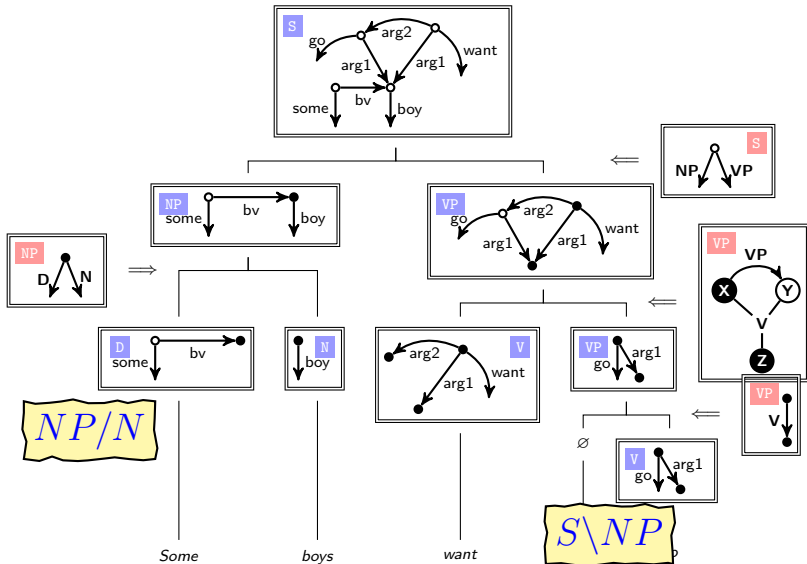 S
go
arg2
want
arg1
arg1
some
bv
boy
S
NP
VP
NP
some
bv
boy
VP
go
arg2
want
arg1
arg1
NP
D
N
VP
VP
X
Y
V
Z
D
some
bv
N
boy
V
arg2
arg1
want
VP
go
arg1
VP
V
NP/N
∅
V
go
arg1
S\NP
Some
boys
want